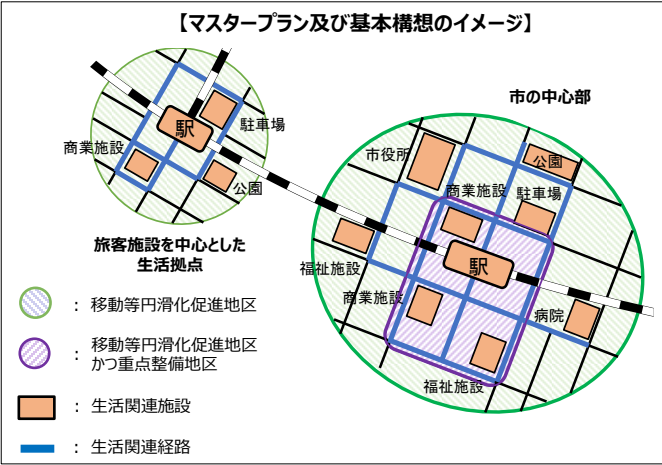 【マスタープラン及び基本構想のイメージ】
市の中心部
駅
駐車場
商業施設
公園
旅客施設を中心とした
生活拠点
市役所
公園
商業施設
駐車場
福祉施設
駅
商業施設
病院
福祉施設
： 移動等円滑化促進地区
： 移動等円滑化促進地区
かつ重点整備地区
： 生活関連施設
： 生活関連経路